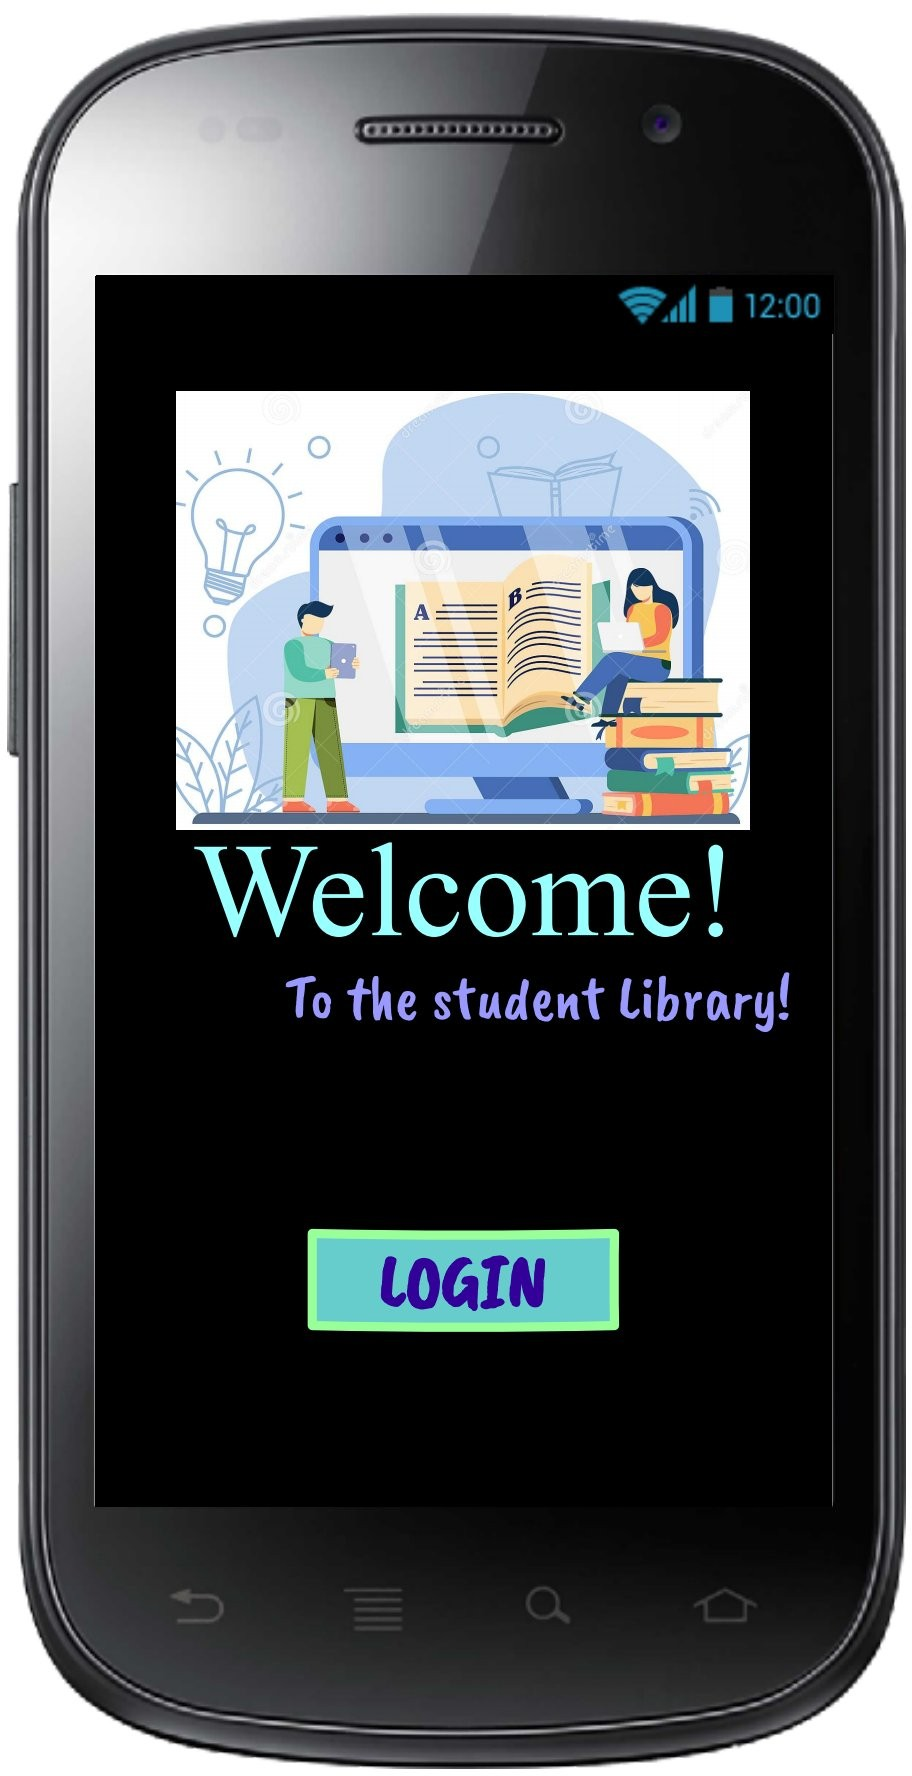 12:00
A
B
Welcome!
To the student Library!
LOGIN